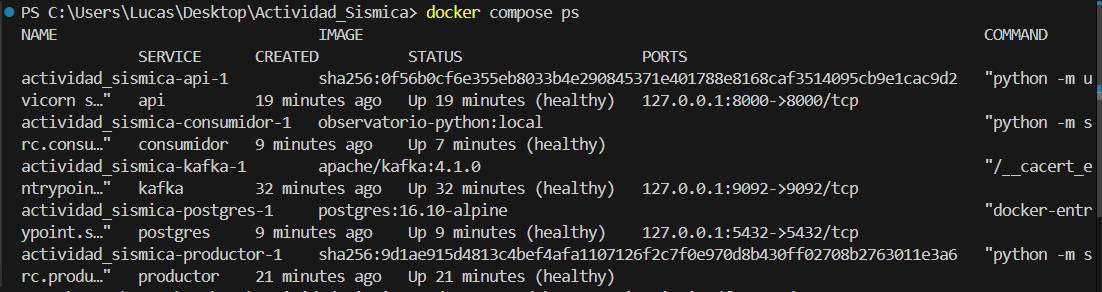 PS C:\Users\Lucas\Desktop\Actividad_Sismica> docker compose ps
NAME IMAGE COMMAND
SERVICE CREATED STATUS PORTS
actividad_sismica-api-1 sha256:0f56b0cf6e355eb8033b4e290845371e401788e8168caf3514095cb9e1cac9d2 "python -m u
vicorn s…" api 19 minutes ago Up 19 minutes (healthy) 127.0.0.1:8000->8000/tcp
actividad_sismica-consumidor-1 observatorio-python:local "python -m s
rc.consu…" consumidor 9 minutes ago Up 7 minutes (healthy)
actividad_sismica-kafka-1 apache/kafka:4.1.0 "/__cacert_e
ntrypoin…" kafka 32 minutes ago Up 32 minutes (healthy) 127.0.0.1:9092->9092/tcp
actividad_sismica-postgres-1 postgres:16.10-alpine "docker-entr
ypoint.s…" postgres 9 minutes ago Up 9 minutes (healthy) 127.0.0.1:5432->5432/tcp
actividad_sismica-productor-1 sha256:9d1ae915d4813c4bef4afa1107126f2c7f0e970d8b430ff02708b2763011e3a6 "python -m s
rc.produ…" productor 21 minutes ago Up 21 minutes (healthy)